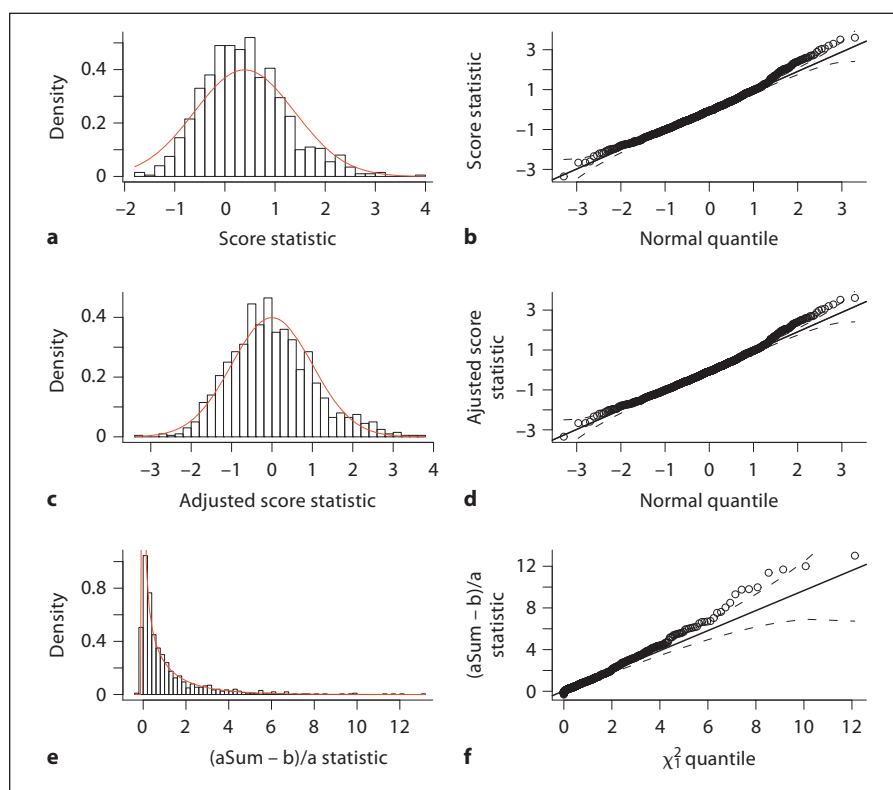 Density
0.4
0.2
0
−2 −1 0 1 2 3 4
a Score statistic
Score statistic
3
1
−1
−3
−3 −2 −1 0 1 2 3
b Normal quantile
Density
0.4
0.2
0
−3 −2 −1 0 1 2 3 4
c Adjusted score statistic
Ajusted score
statistic
3
1
−1
−3
−3 −2 −1 0 1 2 3
d Normal quantile
Density
0.8
0.4
0
0 2 4 6 8 10 12
e (aSum – b)/a statistic
(aSum – b)/a
statistic
12
8
4
0
0 2 4 6 8 10 12
f χ²₁ quantile